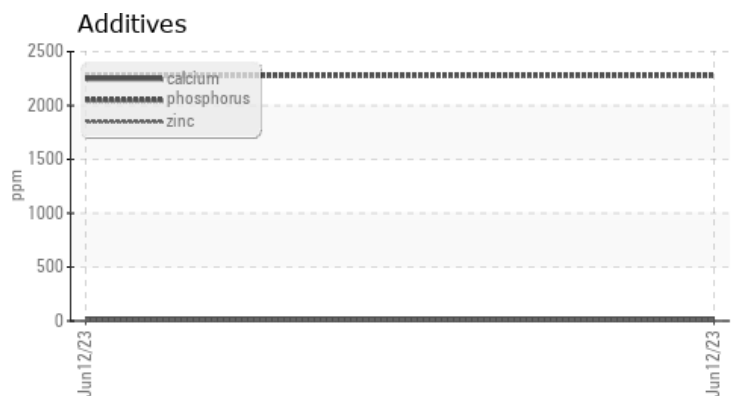 Additives
2500
2000
1500
1000
500
0
ppm
calcium
phosphorus
zinc
Jun12/23
Jun12/23